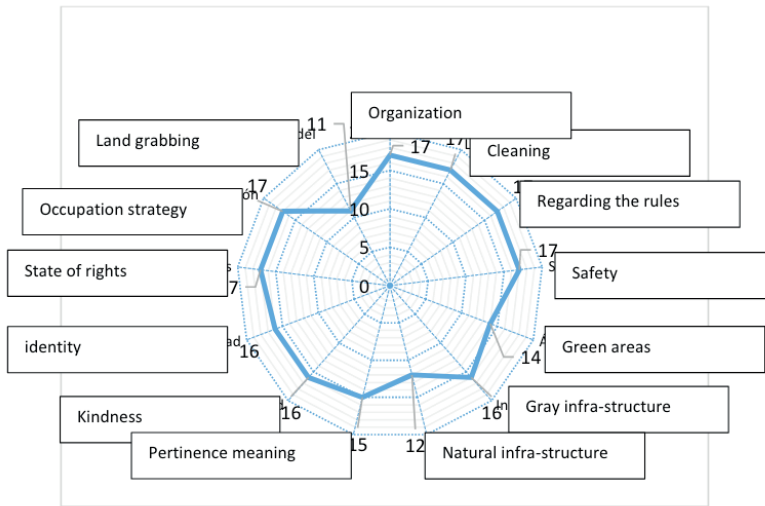 Organization
17
17
Cleaning
Regarding the rules
17
Safety
14
Green areas
16
Gray infra-structure
12
Natural infra-structure
15
Pertinence meaning
16
Kindness
16
identity
7
State of rights
17
Occupation strategy
11
Land grabbing
15
10
5
0